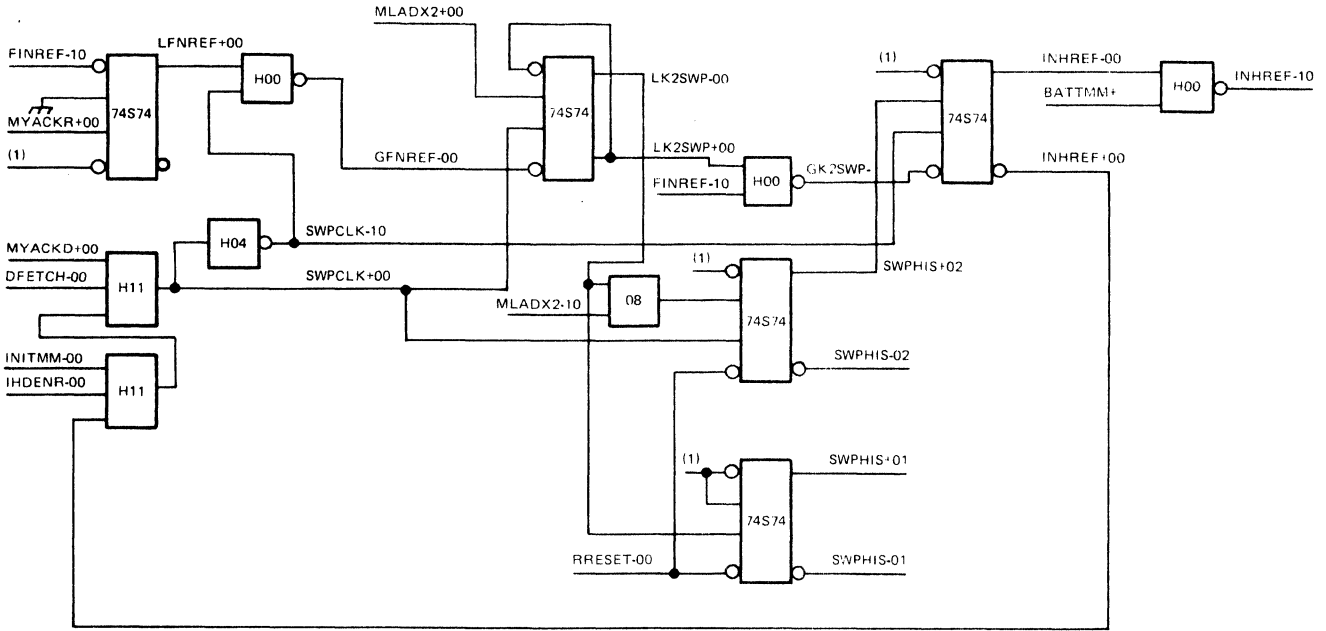 MLADX2+00
LFNREF+00
FINREF-10
H00
74S74
MYACKR+00
(1)
GFNREF-00
74S74
LK2SWP-00
LK2SWP+00
FINREF-10
H00
GK2SWP-
(1)
74S74
INHREF-00
BATTMM+
H00
INHREF-10
INHREF+00
MYACKD+00
DFETCH-00
H11
H04
SWPCLK-10
SWPCLK+00
INITMM-00
IHDENR-00
H11
MLADX2-10
08
(1)
74S74
SWPHIS+02
SWPHIS-02
(1)
74S74
SWPHIS+01
RRESET-00
SWPHIS-01